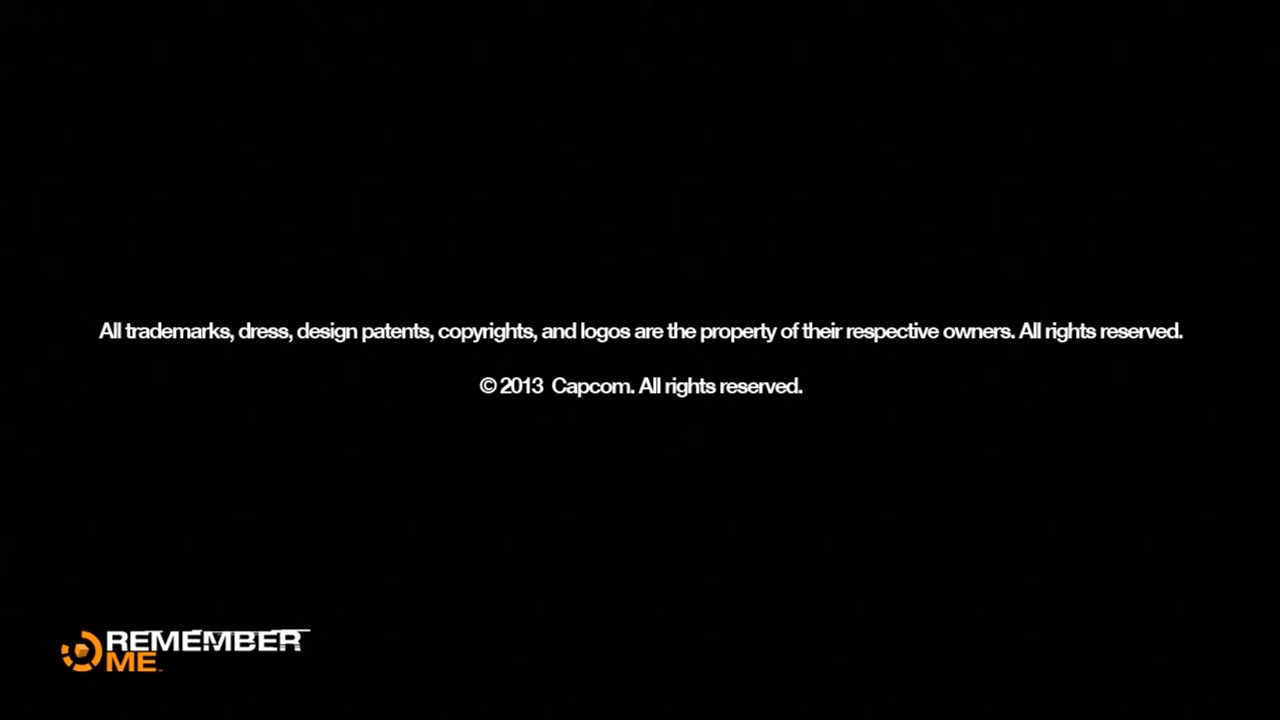 All trademarks, dress, design patents, copyrights, and logos are the property of their respective owners. All rights reserved.
© 2013 Capcom. All rights reserved.
REMEMBER
ME™